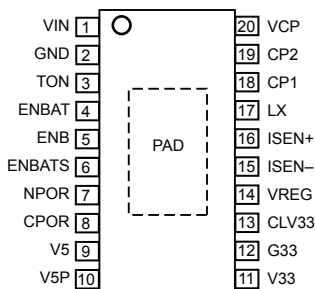 VIN 1 20 VCP
GND 2 19 CP2
TON 3 18 CP1
ENBAT 4 17 LX
ENB 5 16 ISEN+
ENBATS 6 PAD 15 ISEN–
NPOR 7 14 VREG
CPOR 8 13 CLV33
V5 9 12 G33
V5P 10 11 V33